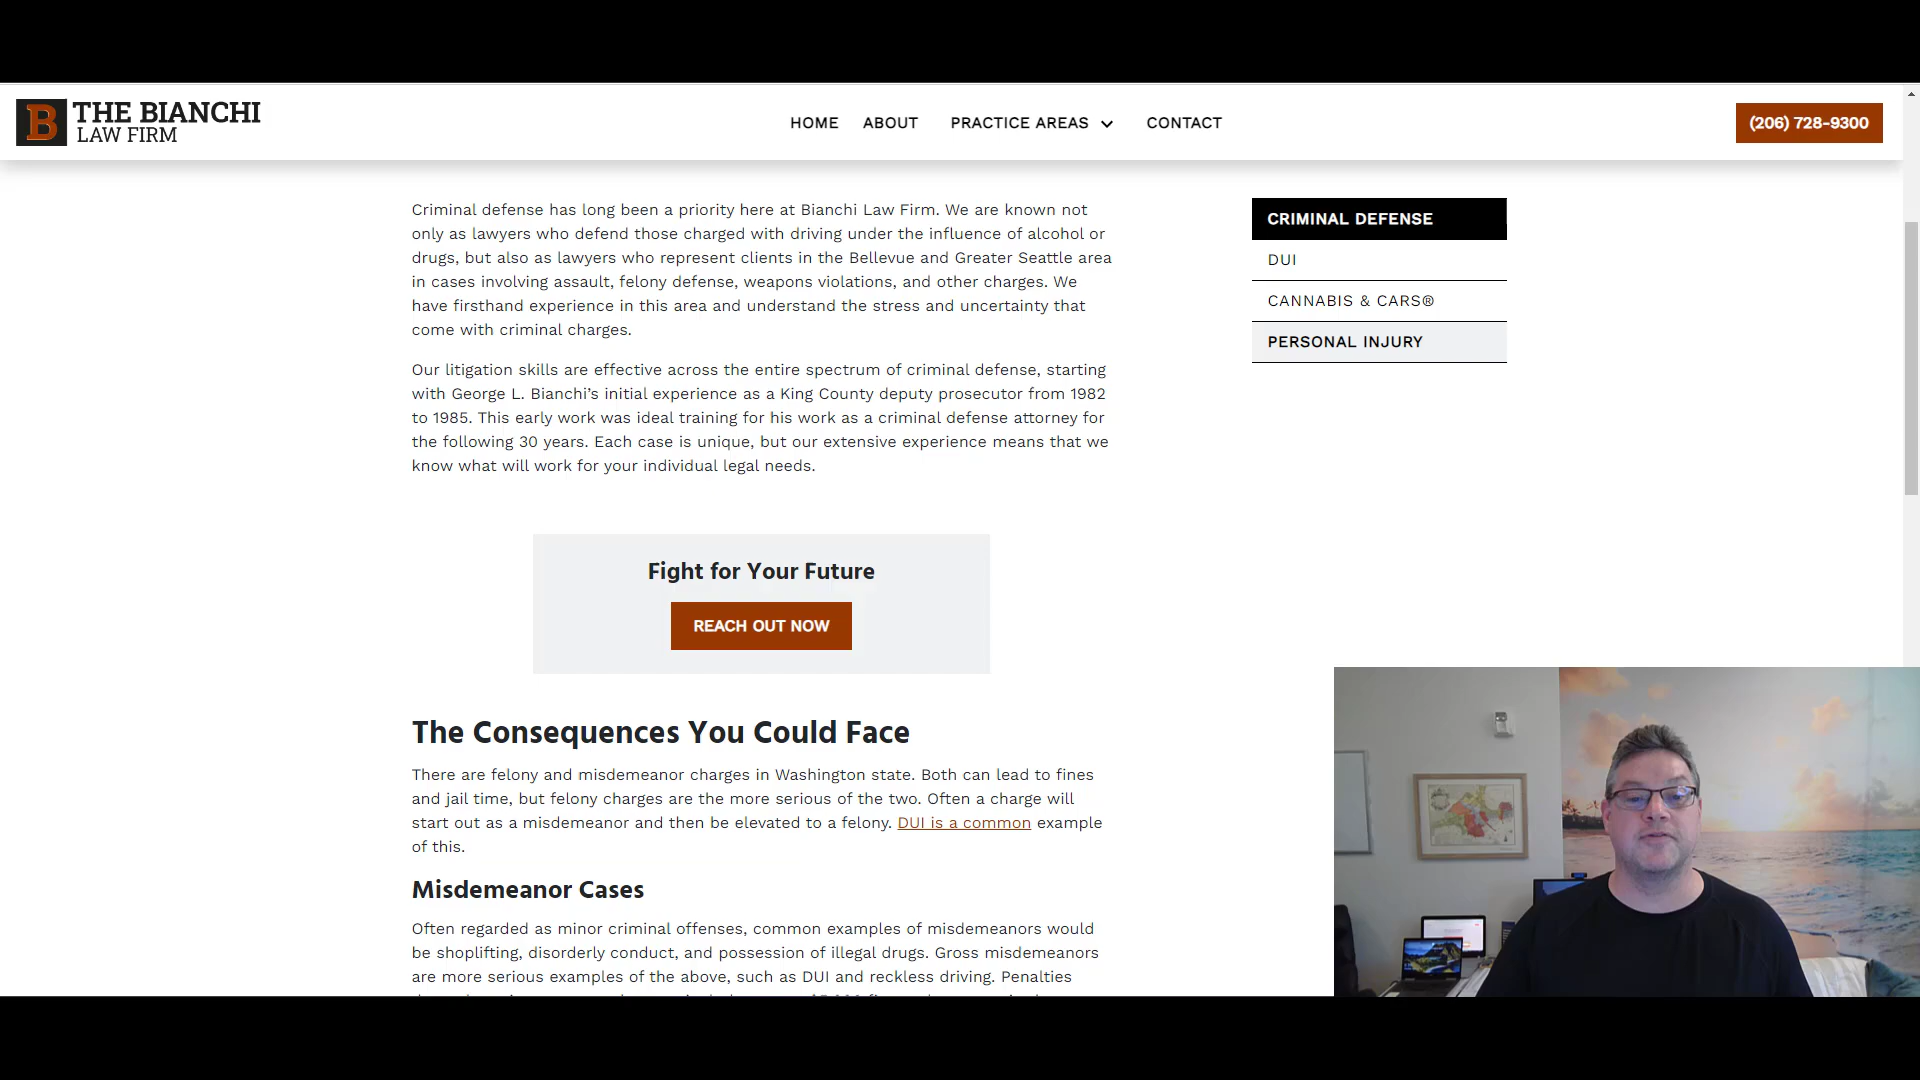 THE BIANCHI
LAW FIRM
HOME
ABOUT
PRACTICE AREAS
CONTACT
(206) 728-9300
Criminal defense has long been a priority here at Bianchi Law Firm. We are known not
only as lawyers who defend those charged with driving under the influence of alcohol or
drugs, but also as lawyers who represent clients in the Bellevue and Greater Seattle area
in cases involving assault, felony defense, weapons violations, and other charges. We
have firsthand experience in this area and understand the stress and uncertainty that
come with criminal charges.
Our litigation skills are effective across the entire spectrum of criminal defense, starting
with George L. Bianchi’s initial experience as a King County deputy prosecutor from 1982
to 1985. This early work was ideal training for his work as a criminal defense attorney for
the following 30 years. Each case is unique, but our extensive experience means that we
know what will work for your individual legal needs.
Fight for Your Future
REACH OUT NOW
The Consequences You Could Face
There are felony and misdemeanor charges in Washington state. Both can lead to fines
and jail time, but felony charges are the more serious of the two. Often a charge will
start out as a misdemeanor and then be elevated to a felony. DUI is a common example
of this.
Misdemeanor Cases
Often regarded as minor criminal offenses, common examples of misdemeanors would
be shoplifting, disorderly conduct, and possession of illegal drugs. Gross misdemeanors
are more serious examples of the above, such as DUI and reckless driving. Penalties
CRIMINAL DEFENSE
DUI
CANNABIS & CARS®
PERSONAL INJURY